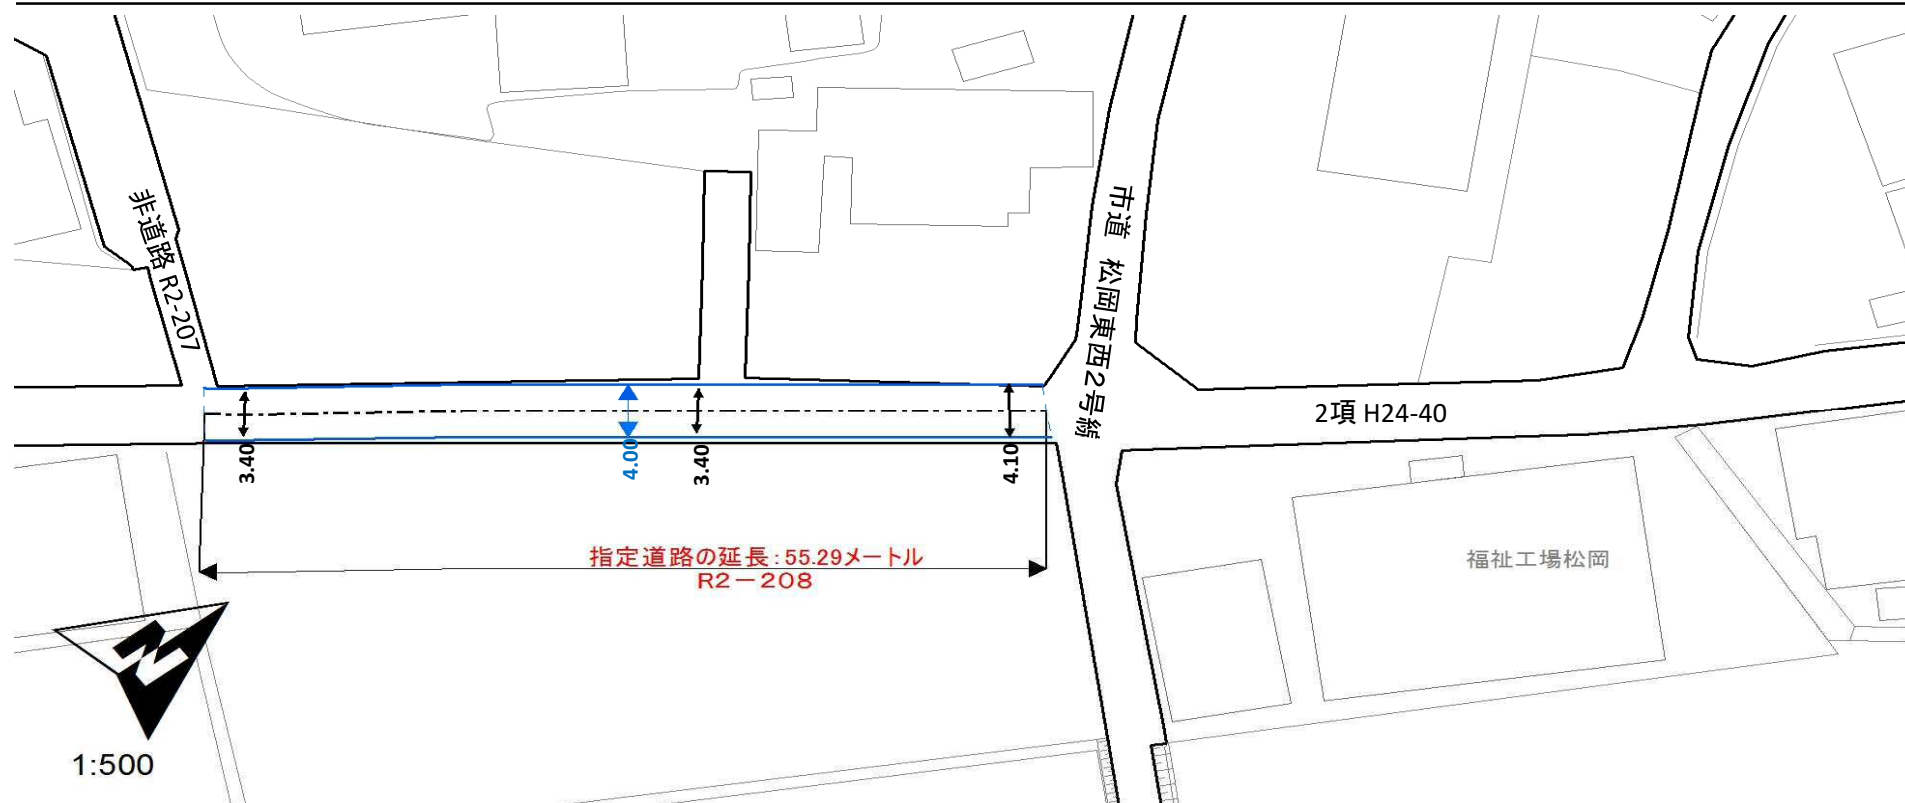 非道路 R2-207
市道 松岡東西2号線
2項 H24-40
3.40
4.00
3.40
4.10
指定道路の延長:55.29メートル
R2-208
福祉工場松岡
N
1:500